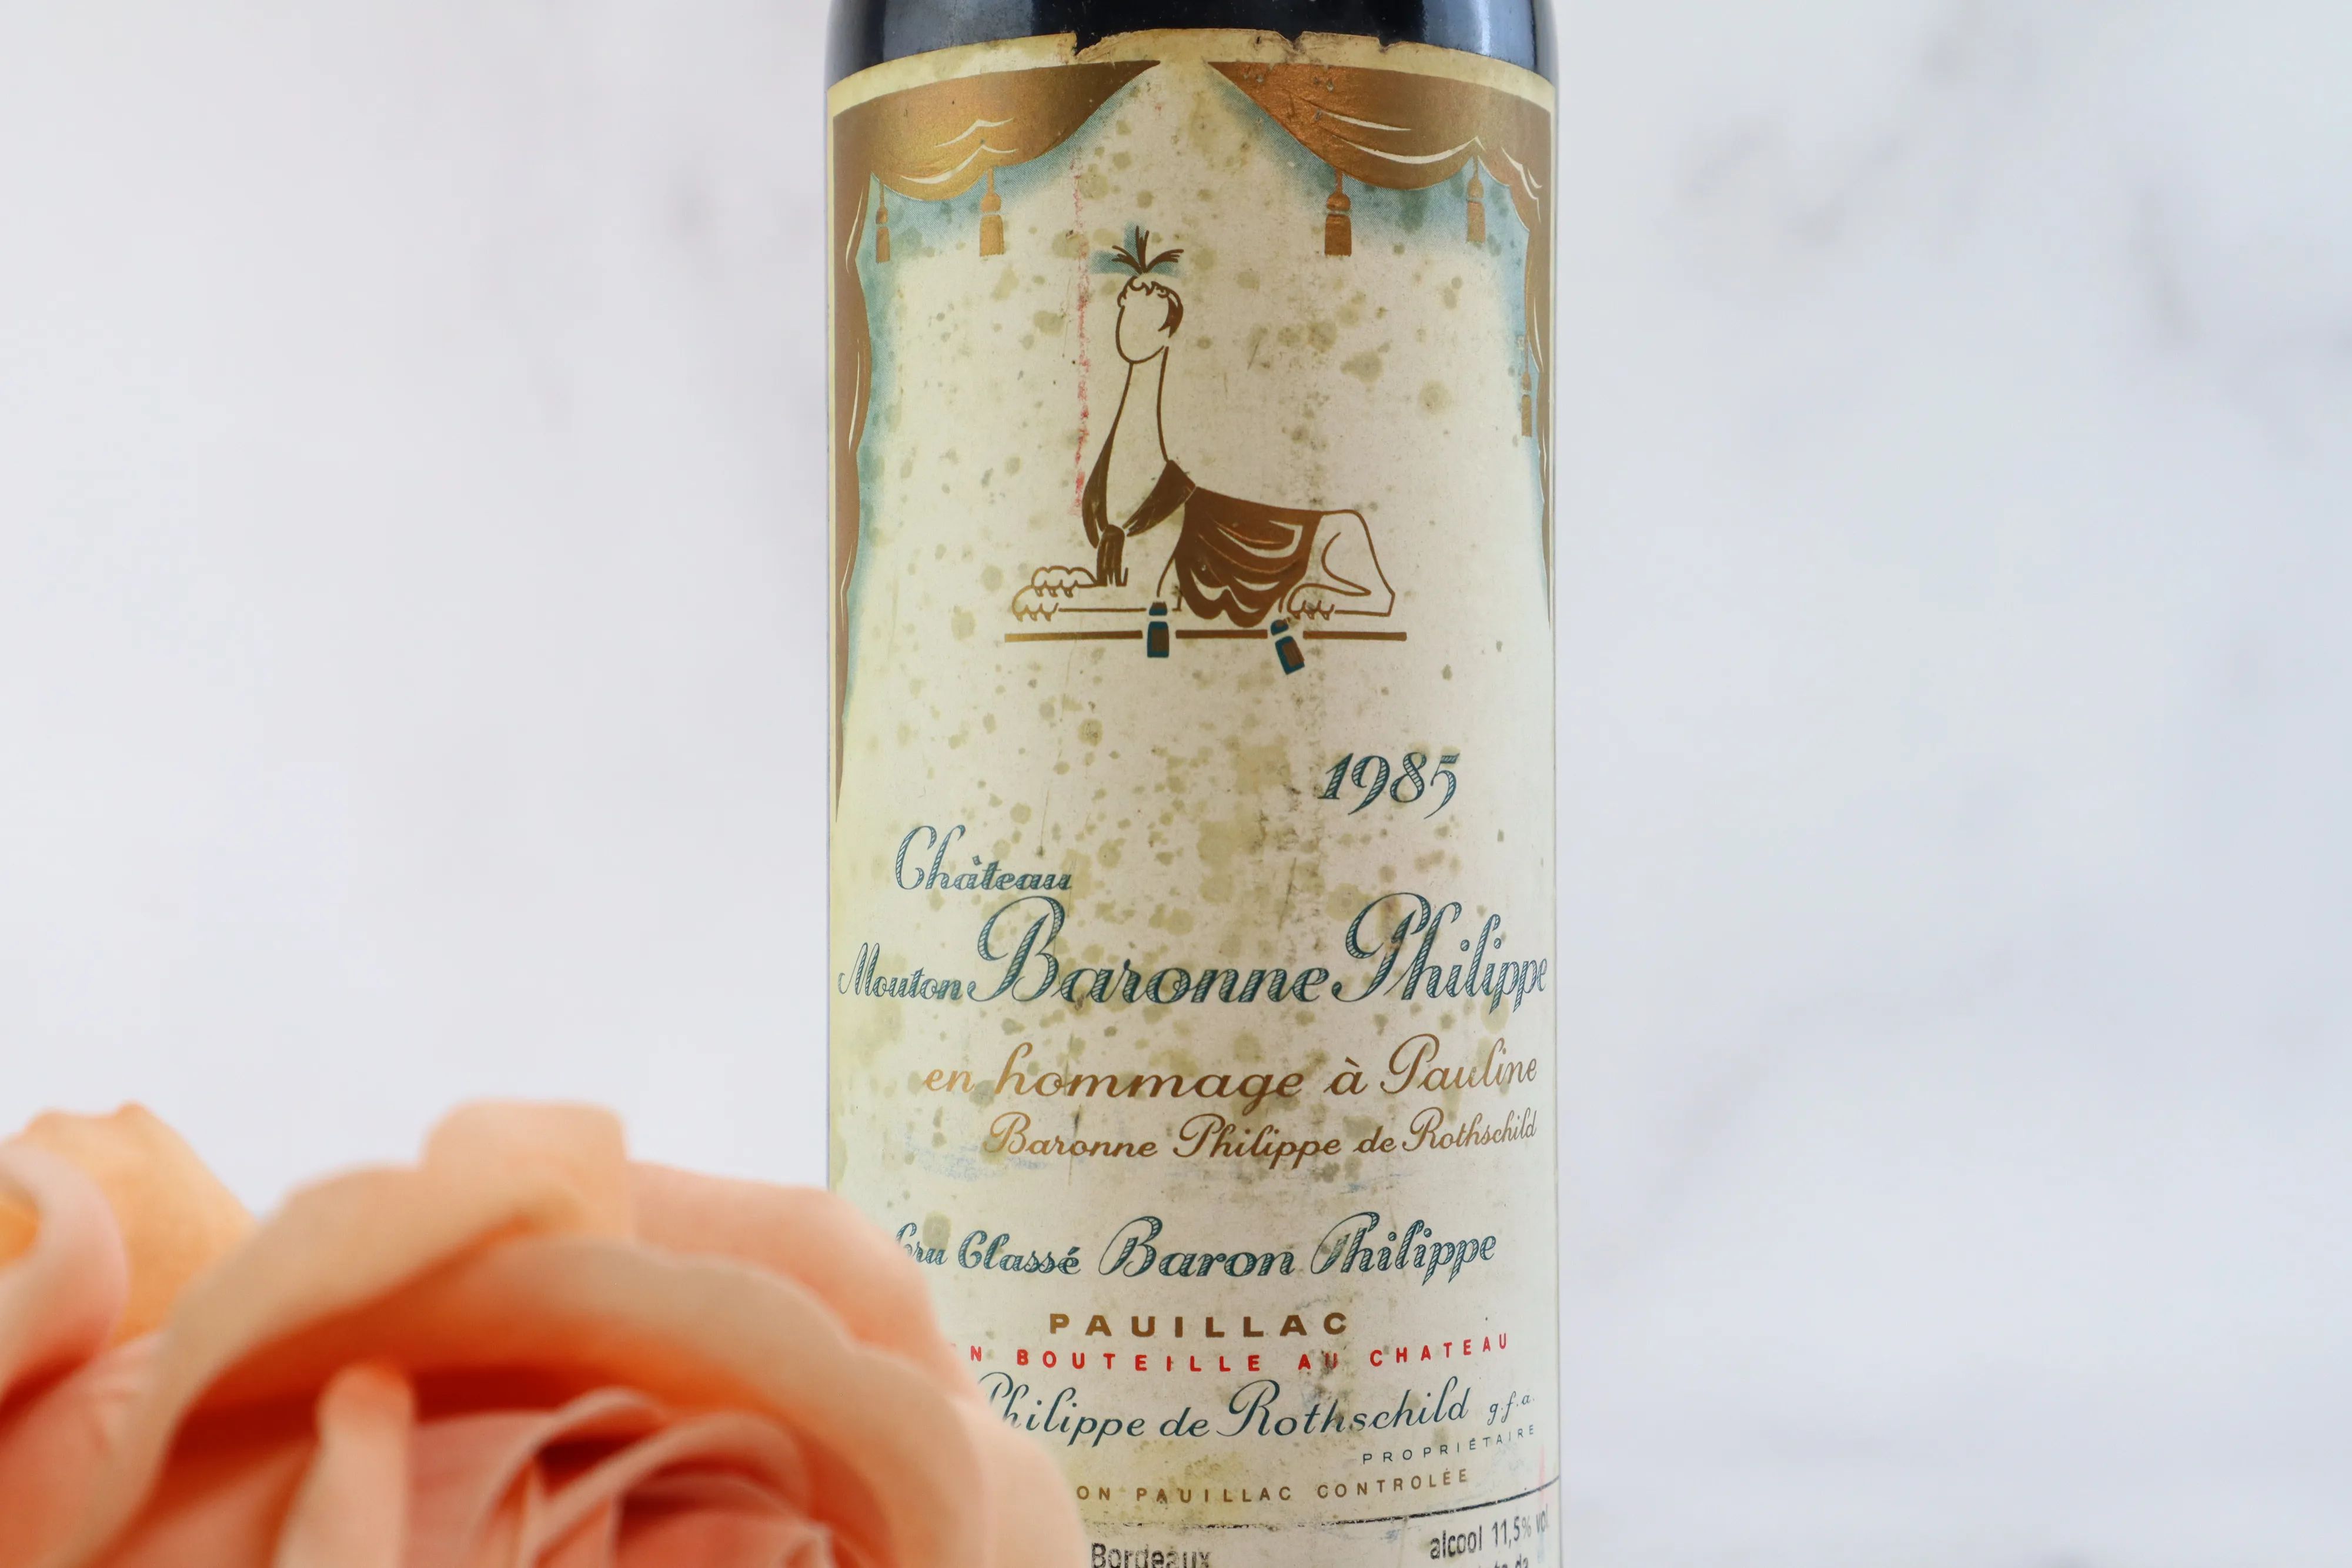 1985
Château
Mouton Baronne Philippe
en hommage à Pauline
Baronne Philippe de Rothschild
Cru Classé Baron Philippe
PAUILLAC
EN BOUTEILLE AU CHATEAU
Philippe de Rothschild g.f.a.
PROPRIÉTAIRE
PAUILLAC CONTROLÉE
Bordeaux alcool 11,5% vol